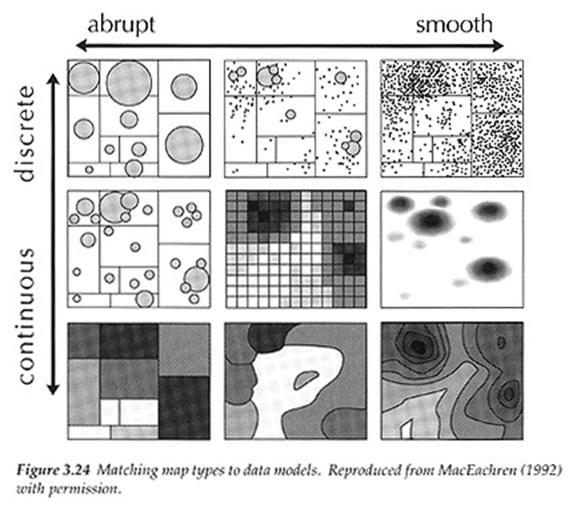 abrupt
smooth
discrete
continuous
Figure 3.24 Matching map types to data models. Reproduced from MacEachren (1992)
with permission.